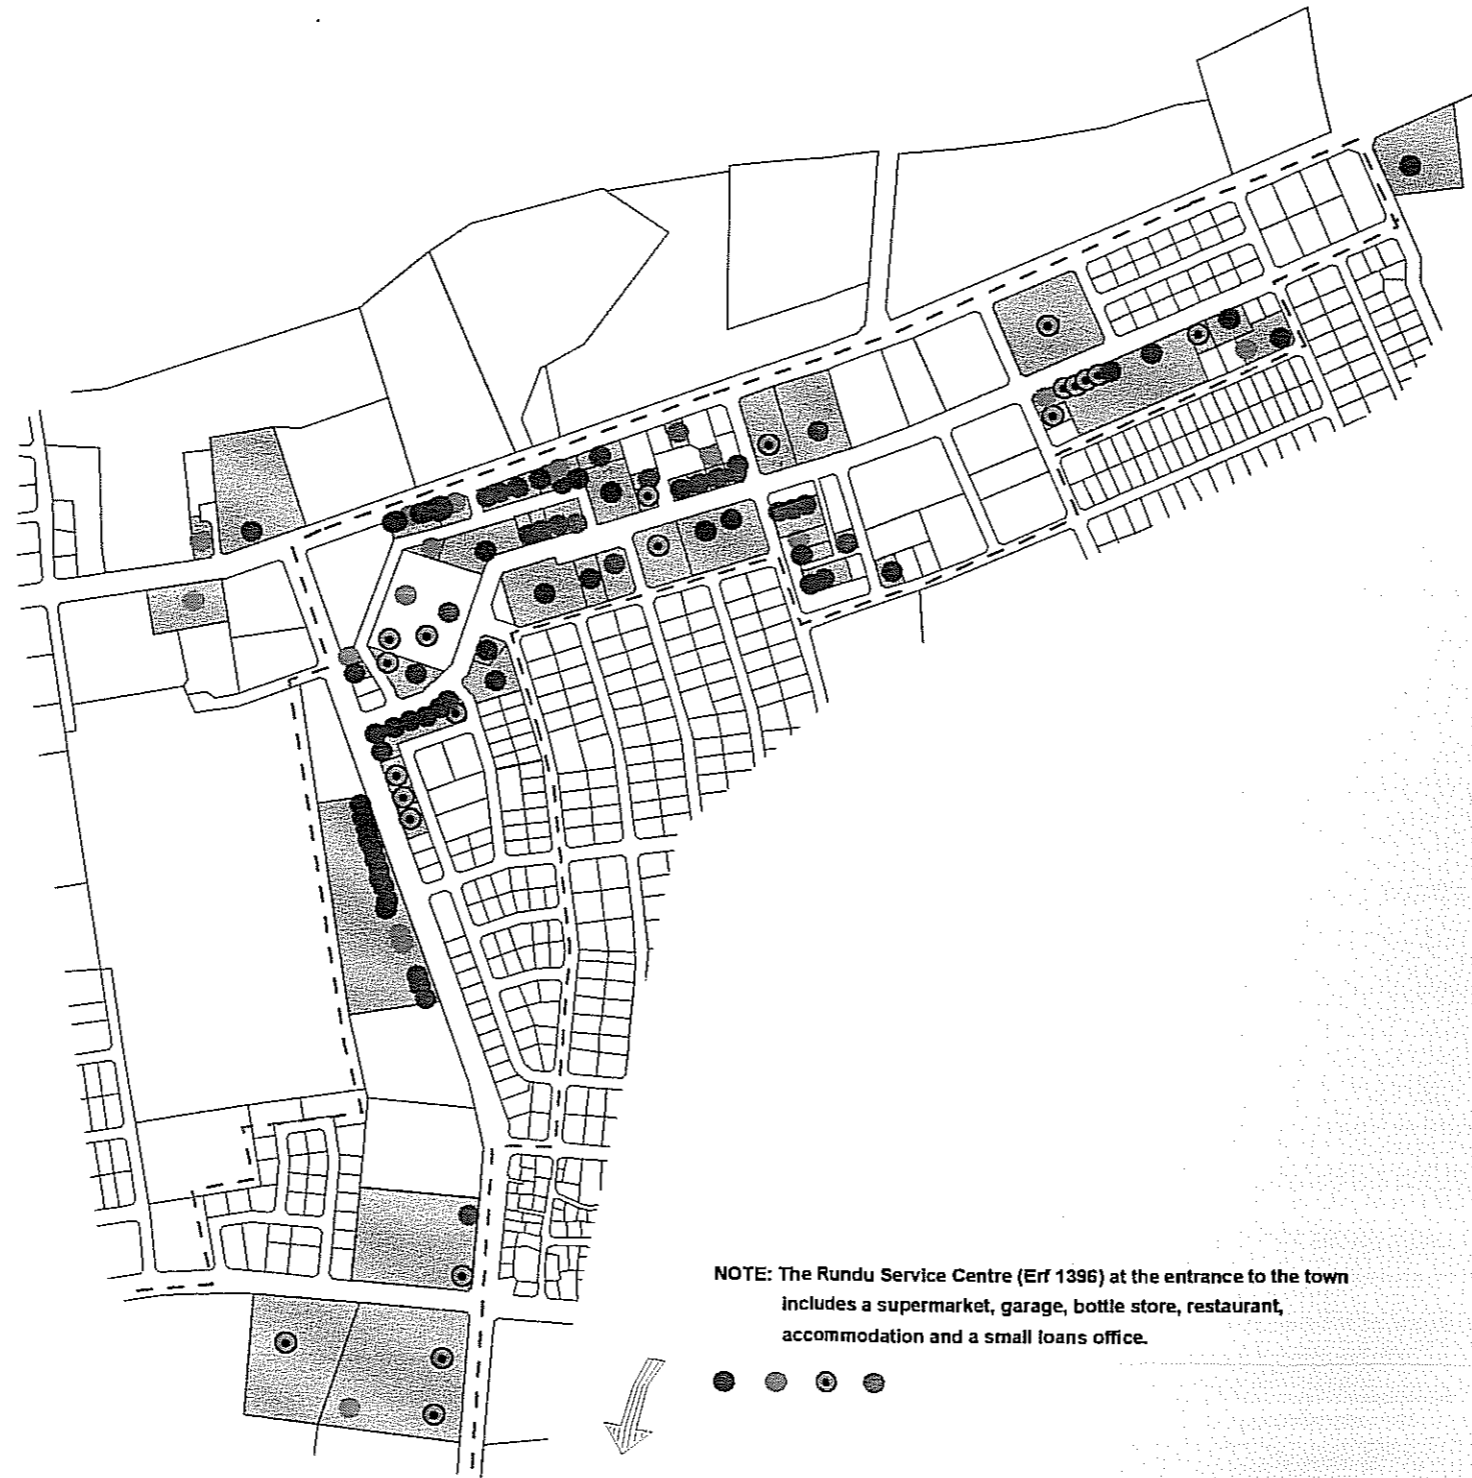 NOTE: The Rundu Service Centre (Erf 1396) at the entrance to the town
includes a supermarket, garage, bottle store, restaurant,
accommodation and a small loans office.